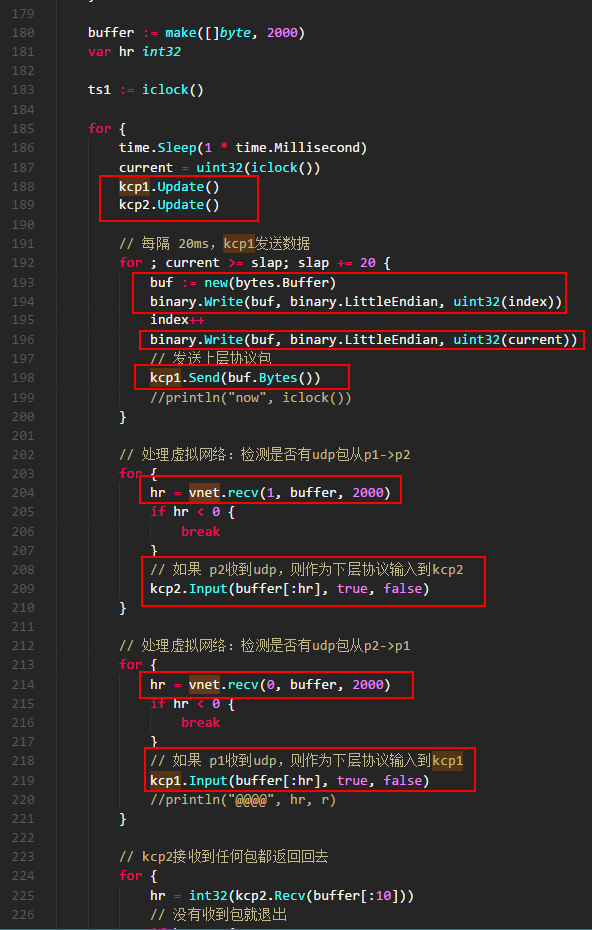 179
180 buffer := make([]byte, 2000)
181 var hr int32
182
183 ts1 := iclock()
184
185 for {
186 time.Sleep(1 * time.Millisecond)
187 current = uint32(iclock())
188 kcp1.Update()
189 kcp2.Update()
190
191 // 每隔 20ms，kcp1发送数据
192 for ; current >= slap; slap += 20 {
193 buf := new(bytes.Buffer)
194 binary.Write(buf, binary.LittleEndian, uint32(index))
195 index++
196 binary.Write(buf, binary.LittleEndian, uint32(current))
197 // 发送上层协议包
198 kcp1.Send(buf.Bytes())
199 //println("now", iclock())
200 }
201
202 // 处理虚拟网络：检测是否有udp包从p1->p2
203 for {
204 hr = vnet.recv(1, buffer, 2000)
205 if hr < 0 {
206 break
207 }
208 // 如果 p2收到udp，则作为下层协议输入到kcp2
209 kcp2.Input(buffer[:hr], true, false)
210 }
211
212 // 处理虚拟网络：检测是否有udp包从p2->p1
213 for {
214 hr = vnet.recv(0, buffer, 2000)
215 if hr < 0 {
216 break
217 }
218 // 如果 p1收到udp，则作为下层协议输入到kcp1
219 kcp1.Input(buffer[:hr], true, false)
220 //println("@@@@", hr, r)
221 }
222
223 // kcp2接收到任何包都返回回去
224 for {
225 hr = int32(kcp2.Recv(buffer[:10]))
226 // 没有收到包就退出